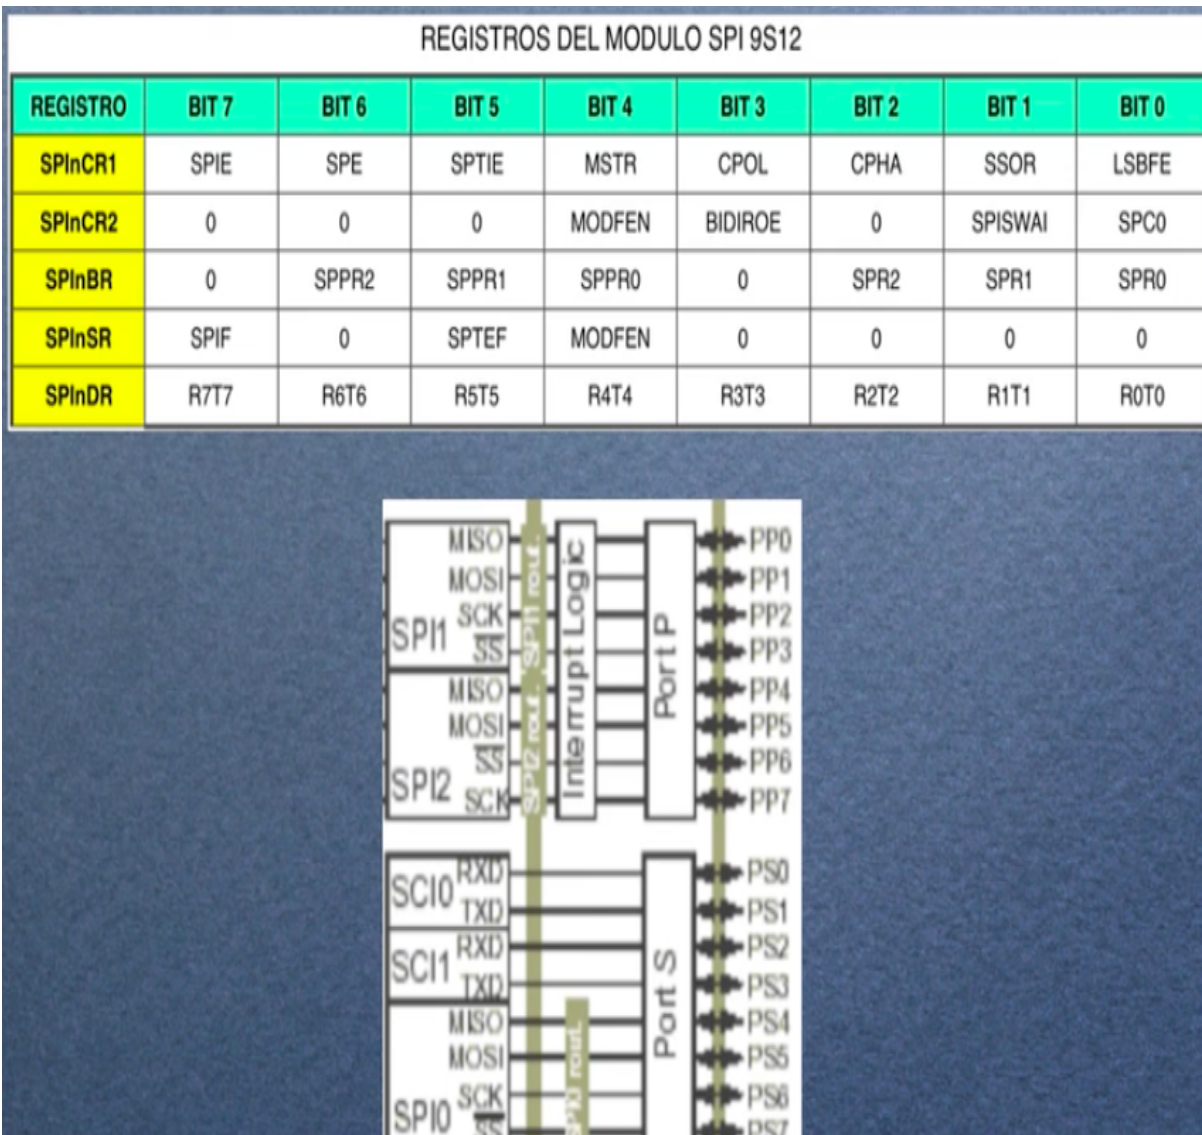 REGISTROS DEL MODULO SPI 9S12
REGISTRO BIT 7 BIT 6 BIT 5 BIT 4 BIT 3 BIT 2 BIT 1 BIT 0
SPInCR1 SPIE SPE SPTIE MSTR CPOL CPHA SSOR LSBFE
SPInCR2 0 0 0 MODFEN BIDIROE 0 SPISWAI SPC0
SPInBR 0 SPPR2 SPPR1 SPPR0 0 SPR2 SPR1 SPR0
SPInSR SPIF 0 SPTEF MODFEN 0 0 0 0
SPInDR R7T7 R6T6 R5T5 R4T4 R3T3 R2T2 R1T1 R0T0
SPI1
MISO
MOSI
SCK
SS
SPI1 rout.
SPI2
MISO
MOSI
SS
SCK
SPI2 rout.
Interrupt Logic
Port P
PP0
PP1
PP2
PP3
PP4
PP5
PP6
PP7
SCI0
RXD
TXD
SCI1
RXD
TXD
SPI0
MISO
MOSI
SCK
SS
SPI0 rout.
Port S
PS0
PS1
PS2
PS3
PS4
PS5
PS6
PS7